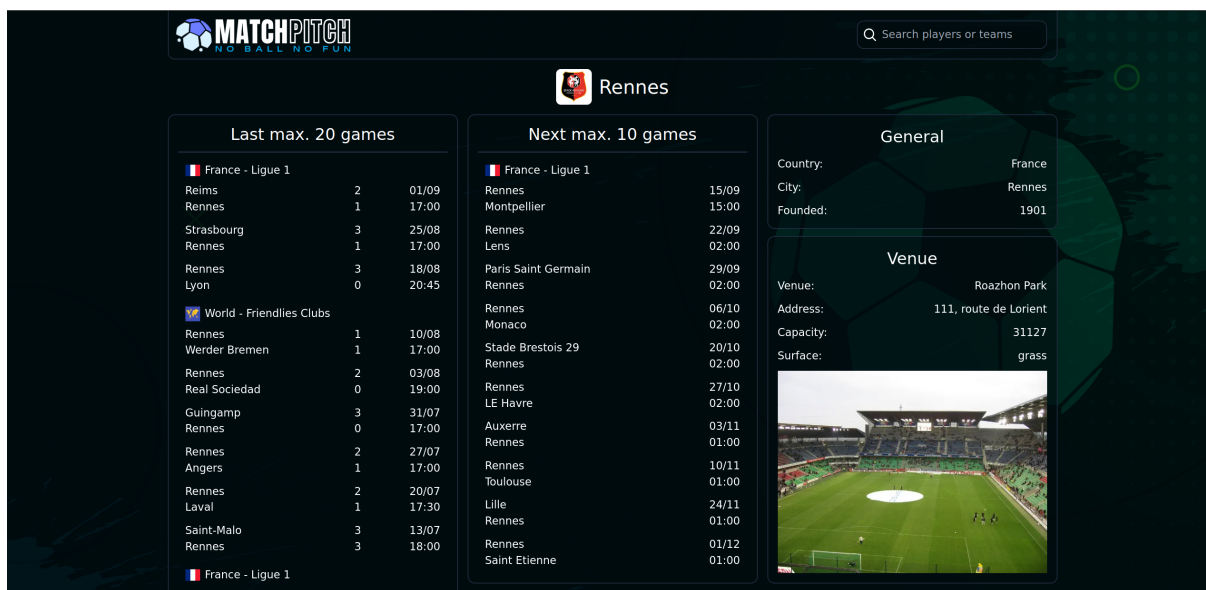 MATCHPITCH
NO BALL NO FUN
Search players or teams
Rennes
Last max. 20 games
France - Ligue 1
Reims 2 01/09
Rennes 1 17:00
Strasbourg 3 25/08
Rennes 1 17:00
Rennes 3 18/08
Lyon 0 20:45
World - Friendlies Clubs
Rennes 1 10/08
Werder Bremen 1 17:00
Rennes 2 03/08
Real Sociedad 0 19:00
Guingamp 3 31/07
Rennes 0 17:00
Rennes 2 27/07
Angers 1 17:00
Rennes 2 20/07
Laval 1 17:30
Saint-Malo 3 13/07
Rennes 3 18:00
France - Ligue 1
Next max. 10 games
France - Ligue 1
Rennes 15/09
Montpellier 15:00
Rennes 22/09
Lens 02:00
Paris Saint Germain 29/09
Rennes 02:00
Rennes 06/10
Monaco 02:00
Stade Brestois 29 20/10
Rennes 02:00
Rennes 27/10
LE Havre 02:00
Auxerre 03/11
Rennes 01:00
Rennes 10/11
Toulouse 01:00
Lille 24/11
Rennes 01:00
Rennes 01/12
Saint Etienne 01:00
General
Country: France
City: Rennes
Founded: 1901
Venue
Venue: Roazhon Park
Address: 111, route de Lorient
Capacity: 31127
Surface: grass